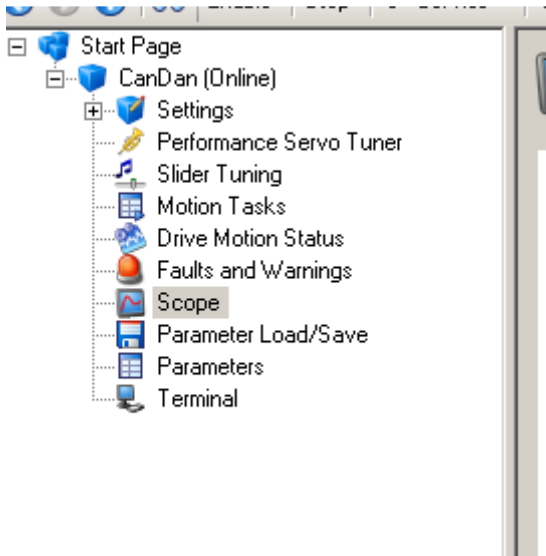 Start Page
CanDan (Online)
Settings
Performance Servo Tuner
Slider Tuning
Motion Tasks
Drive Motion Status
Faults and Warnings
Scope
Parameter Load/Save
Parameters
Terminal